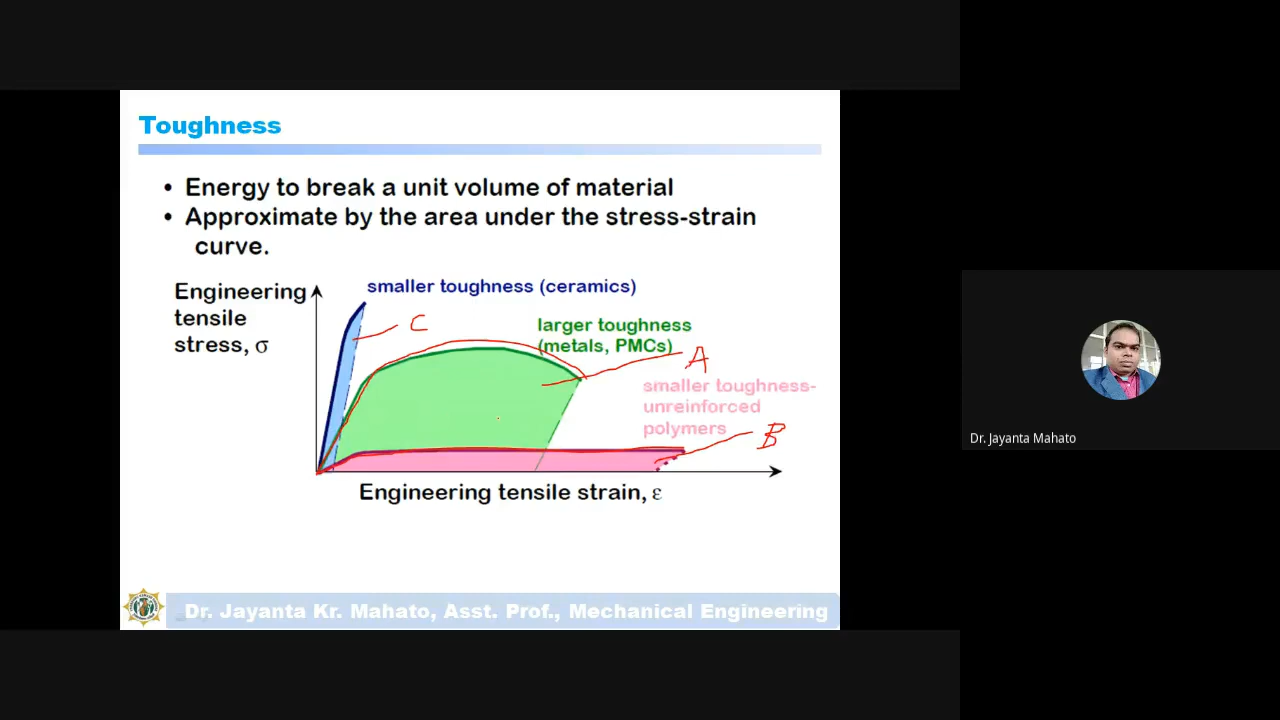 Toughness
• Energy to break a unit volume of material
• Approximate by the area under the stress-strain
curve.
Engineering
tensile
stress, σ
smaller toughness (ceramics)
C
larger toughness
(metals, PMCs)
A
smaller toughness-
unreinforced
polymers
B
Engineering tensile strain, ε
Dr. Jayanta Kr. Mahato, Asst. Prof., Mechanical Engineering
Dr. Jayanta Mahato